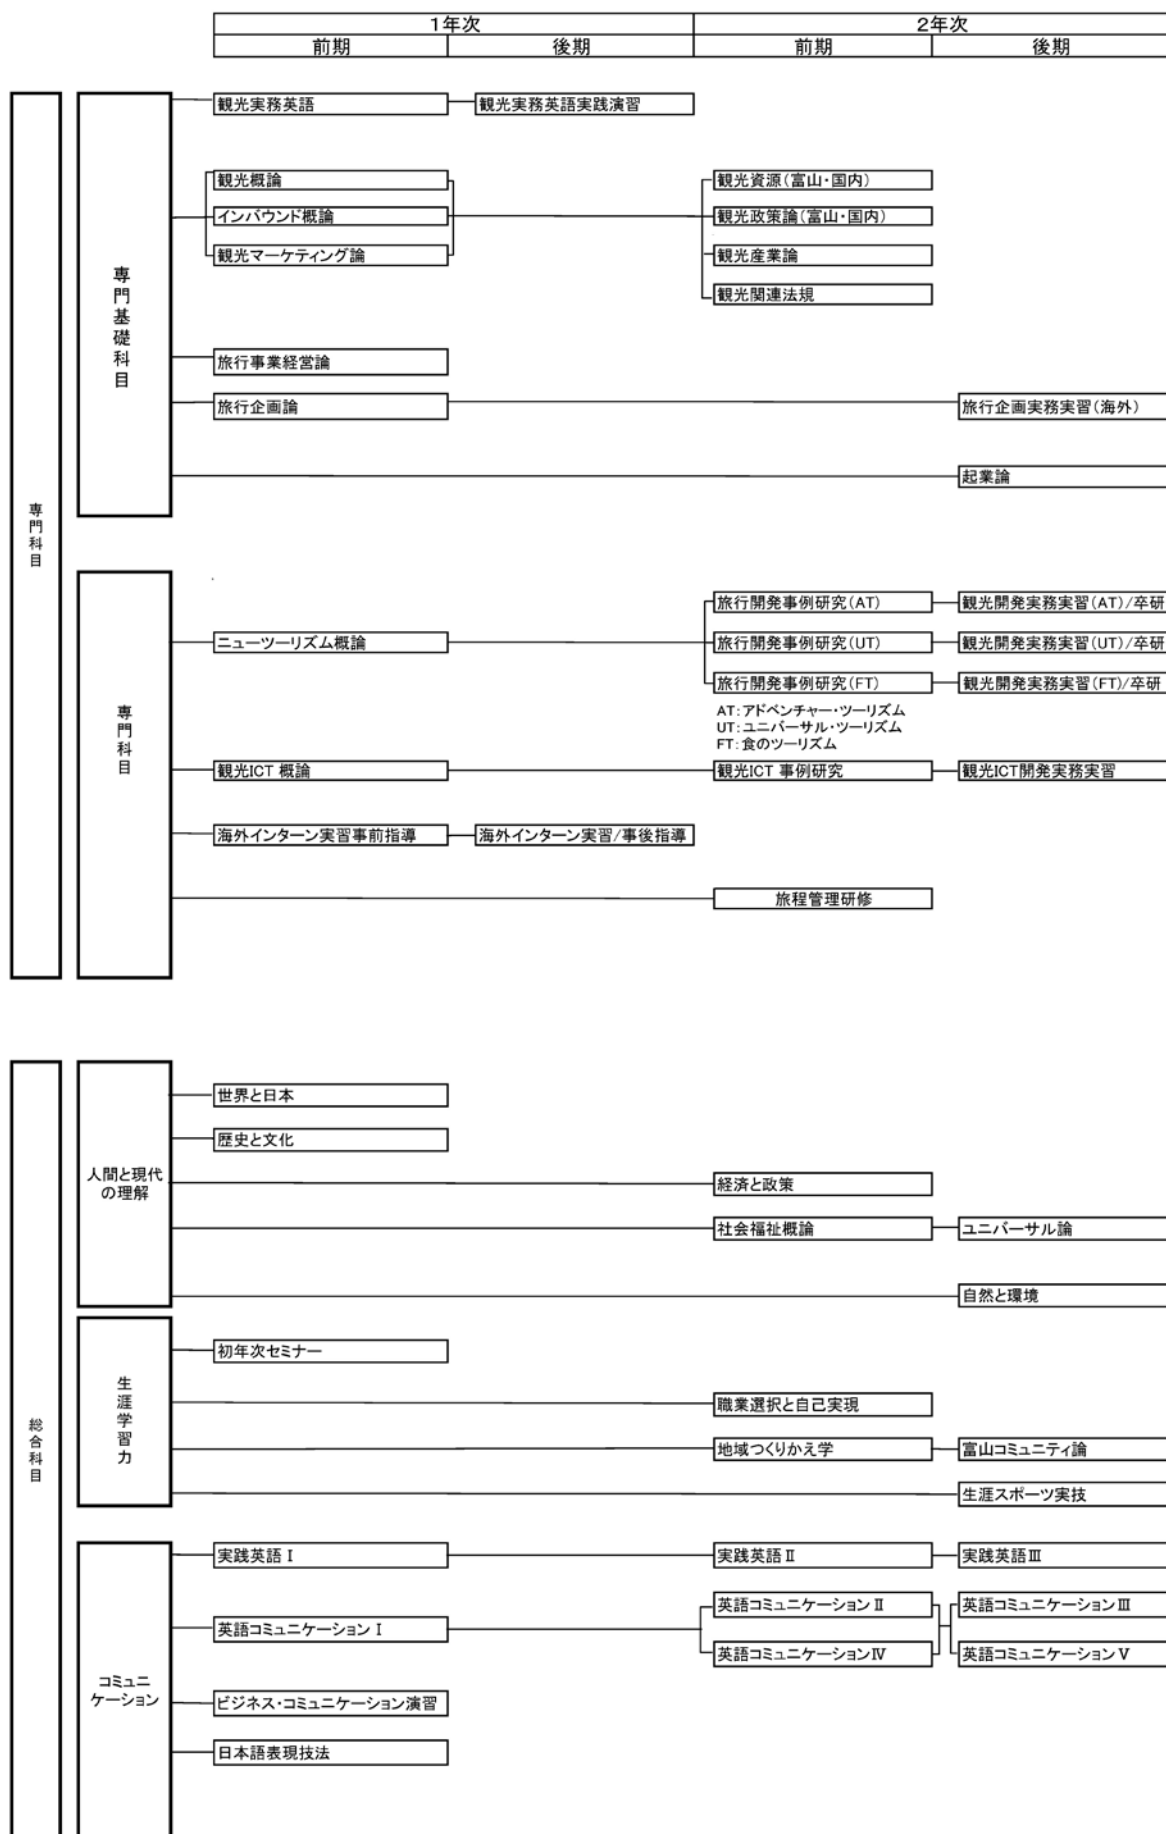 1年次
2年次
前期
後期
前期
後期
専門科目
専門基礎科目
観光実務英語
観光実務英語実践演習
観光概論
インバウンド概論
観光マーケティング論
観光資源(富山・国内)
観光政策論(富山・国内)
観光産業論
観光関連法規
旅行事業経営論
旅行企画論
旅行企画実務実習(海外)
起業論
専門科目
ニューツーリズム概論
旅行開発事例研究(AT)
観光開発実務実習(AT)/卒研
旅行開発事例研究(UT)
観光開発実務実習(UT)/卒研
旅行開発事例研究(FT)
観光開発実務実習(FT)/卒研
AT:アドベンチャー・ツーリズム
UT:ユニバーサル・ツーリズム
FT:食のツーリズム
観光ICT 概論
観光ICT 事例研究
観光ICT開発実務実習
海外インターン実習事前指導
海外インターン実習/事後指導
旅程管理研修
総合科目
人間と現代
の理解
世界と日本
歴史と文化
経済と政策
社会福祉概論
ユニバーサル論
自然と環境
生涯学習力
初年次セミナー
職業選択と自己実現
地域つくりかえ学
富山コミュニティ論
生涯スポーツ実技
コミュニ
ケーション
実践英語Ⅰ
実践英語Ⅱ
実践英語Ⅲ
英語コミュニケーションⅠ
英語コミュニケーションⅡ
英語コミュニケーションⅢ
英語コミュニケーションⅣ
英語コミュニケーションⅤ
ビジネス・コミュニケーション演習
日本語表現技法